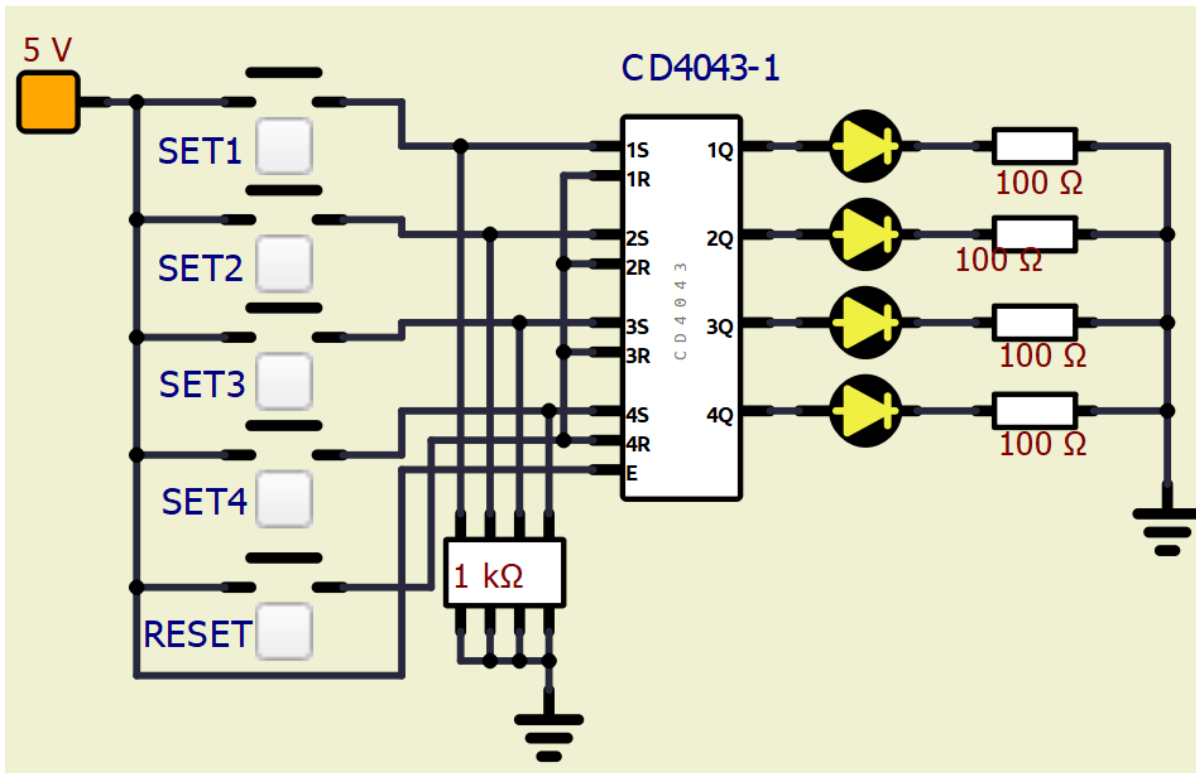 5 V
CD4043-1
SET1
SET2
SET3
SET4
RESET
1S
1R
2S
2R
3S
3R
4S
4R
E
CD4043
1Q
2Q
3Q
4Q
1 kΩ
100 Ω
100 Ω
100 Ω
100 Ω